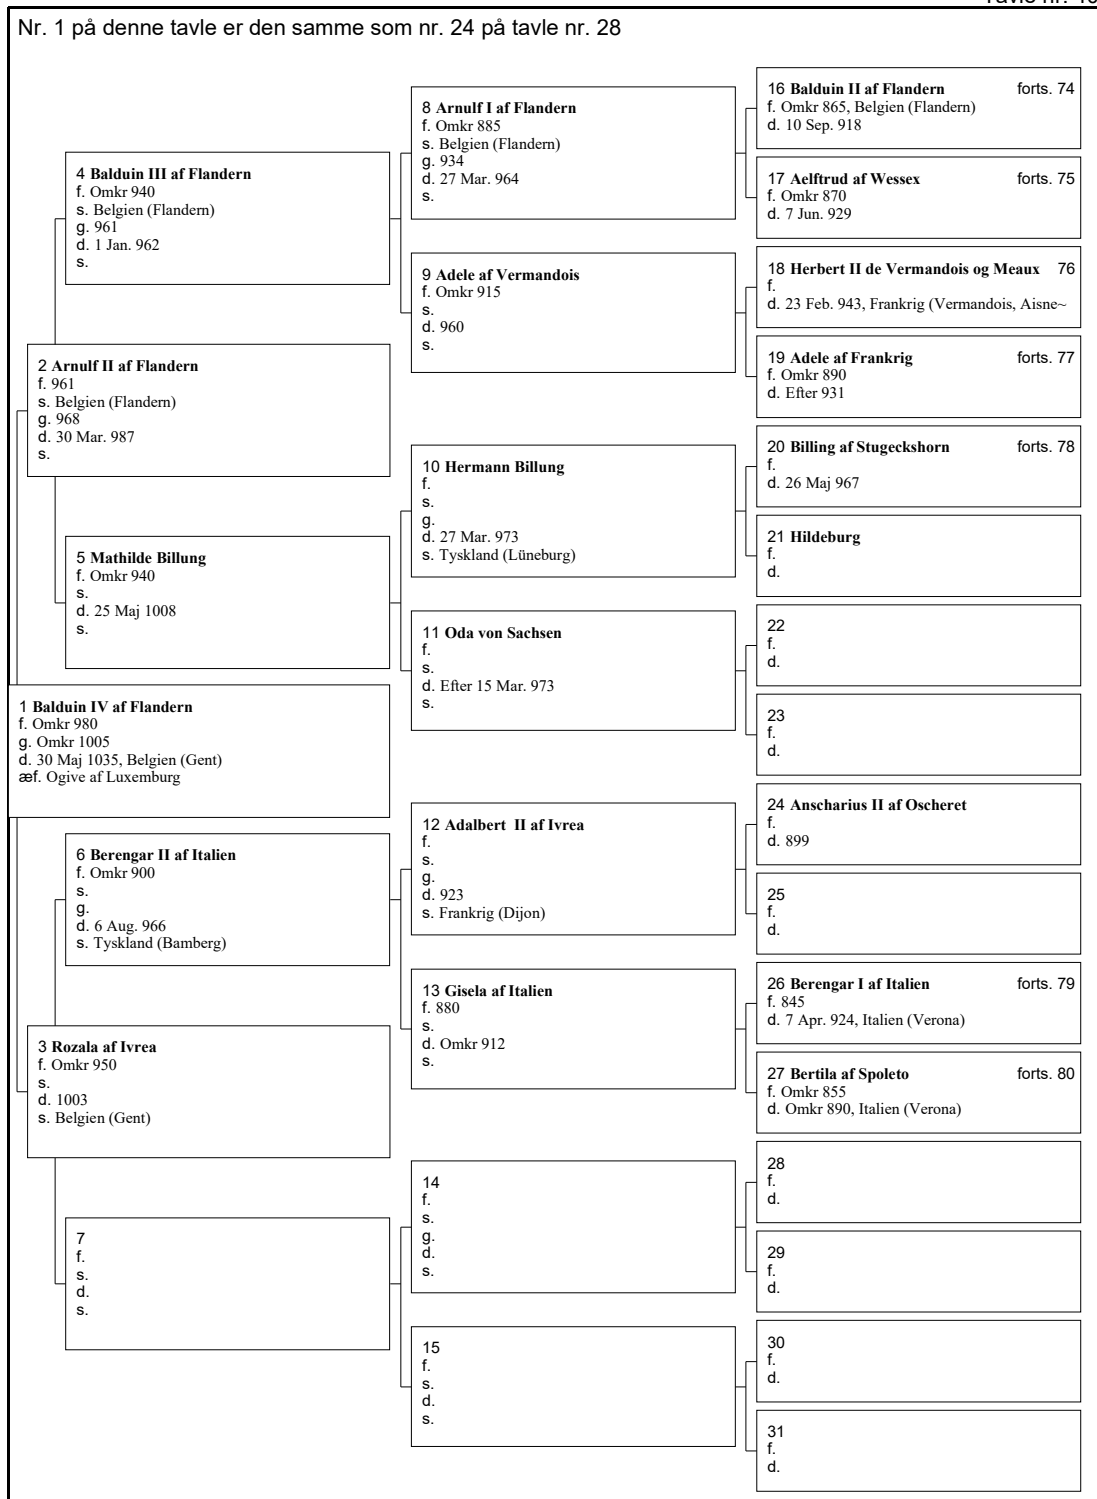 Nr. 1 på denne tavle er den samme som nr. 24 på tavle nr. 28
16 Balduin II af Flandern forts. 74
f. Omkr 865, Belgien (Flandern)
d. 10 Sep. 918
8 Arnulf I af Flandern
f. Omkr 885
s. Belgien (Flandern)
g. 934
d. 27 Mar. 964
s.
17 Aelftrud af Wessex forts. 75
f. Omkr 870
d. 7 Jun. 929
4 Balduin III af Flandern
f. Omkr 940
s. Belgien (Flandern)
g. 961
d. 1 Jan. 962
s.
18 Herbert II de Vermandois og Meaux 76
f.
d. 23 Feb. 943, Frankrig (Vermandois, Aisne~
9 Adele af Vermandois
f. Omkr 915
s.
d. 960
s.
19 Adele af Frankrig forts. 77
f. Omkr 890
d. Efter 931
2 Arnulf II af Flandern
f. 961
s. Belgien (Flandern)
g. 968
d. 30 Mar. 987
s.
20 Billing af Stugeckshorn forts. 78
f.
d. 26 Maj 967
10 Hermann Billung
f.
s.
g.
d. 27 Mar. 973
s. Tyskland (Lüneburg)
21 Hildeburg
f.
d.
5 Mathilde Billung
f. Omkr 940
s.
d. 25 Maj 1008
s.
22
f.
d.
11 Oda von Sachsen
f.
s.
d. Efter 15 Mar. 973
s.
23
f.
d.
1 Balduin IV af Flandern
f. Omkr 980
g. Omkr 1005
d. 30 Maj 1035, Belgien (Gent)
æf. Ogive af Luxemburg
24 Anscharius II af Oscheret
f.
d. 899
12 Adalbert II af Ivrea
f.
s.
g.
d. 923
s. Frankrig (Dijon)
25
f.
d.
6 Berengar II af Italien
f. Omkr 900
s.
g.
d. 6 Aug. 966
s. Tyskland (Bamberg)
26 Berengar I af Italien forts. 79
f. 845
d. 7 Apr. 924, Italien (Verona)
13 Gisela af Italien
f. 880
s.
d. Omkr 912
s.
27 Bertila af Spoleto forts. 80
f. Omkr 855
d. Omkr 890, Italien (Verona)
3 Rozala af Ivrea
f. Omkr 950
s.
d. 1003
s. Belgien (Gent)
28
f.
d.
14
f.
s.
g.
d.
s.
29
f.
d.
7
f.
s.
d.
s.
30
f.
d.
15
f.
s.
d.
s.
31
f.
d.